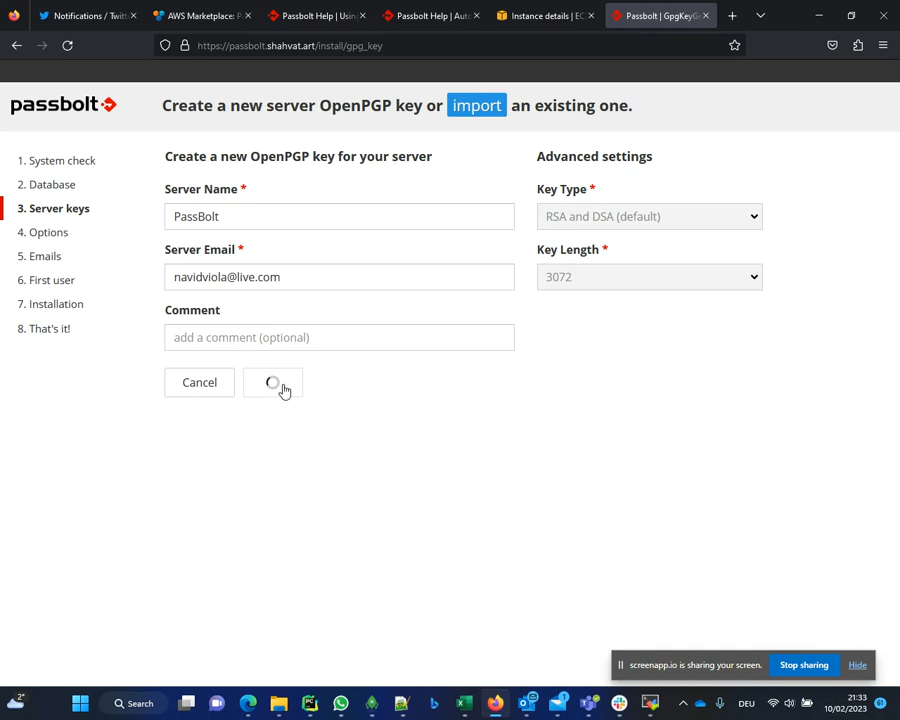 Notifications / Twitt
AWS Marketplace: P
Passbolt Help | Usin
Passbolt Help | Auto
Instance details | EC
Passbolt | GpgKeyG
https://passbolt.shahvat.art/install/gpg_key
passbolt
Create a new server OpenPGP key or import an existing one.
1. System check
2. Database
3. Server keys
4. Options
5. Emails
6. First user
7. Installation
8. That's it!
Create a new OpenPGP key for your server
Server Name *
PassBolt
Server Email *
navidviola@live.com
Comment
add a comment (optional)
Cancel
Advanced settings
Key Type *
RSA and DSA (default)
Key Length *
3072
screenapp.io is sharing your screen.
Stop sharing
Hide
2°
Search
DEU
21:33
10/02/2023
61